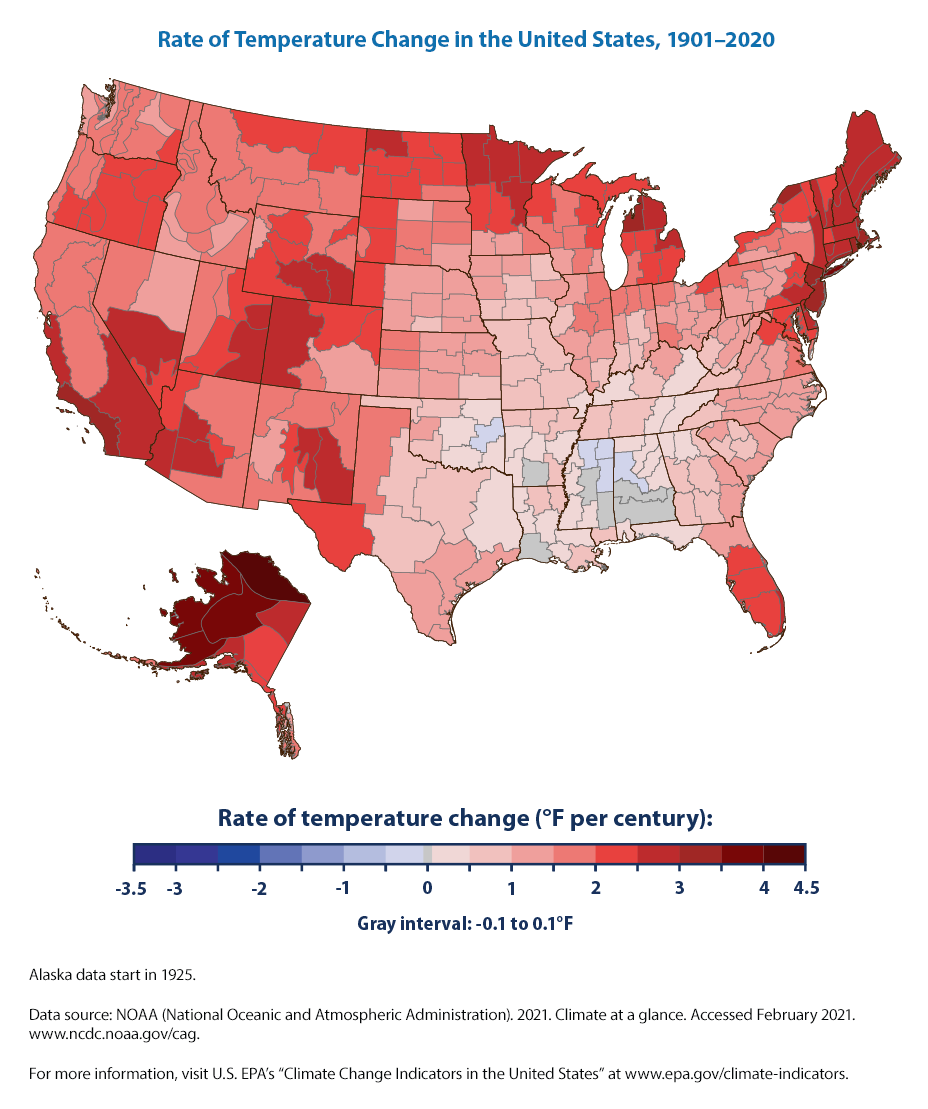 Rate of Temperature Change in the United States, 1901–2020
Rate of temperature change (°F per century):
-3.5 -3 -2 -1 0 1 2 3 4 4.5
Gray interval: -0.1 to 0.1°F
Alaska data start in 1925.
Data source: NOAA (National Oceanic and Atmospheric Administration). 2021. Climate at a glance. Accessed February 2021.
www.ncdc.noaa.gov/cag.
For more information, visit U.S. EPA’s “Climate Change Indicators in the United States” at www.epa.gov/climate-indicators.